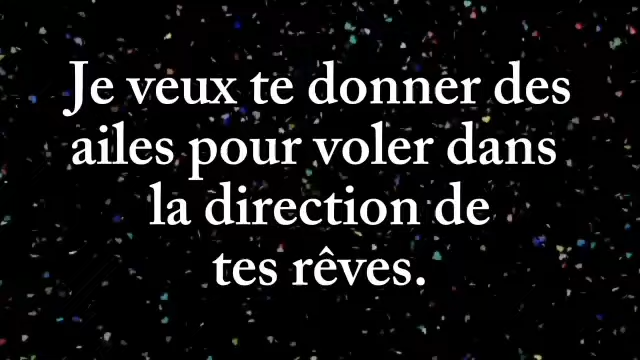 Je veux te donner des
ailes pour voler dans
la direction de
tes rêves.